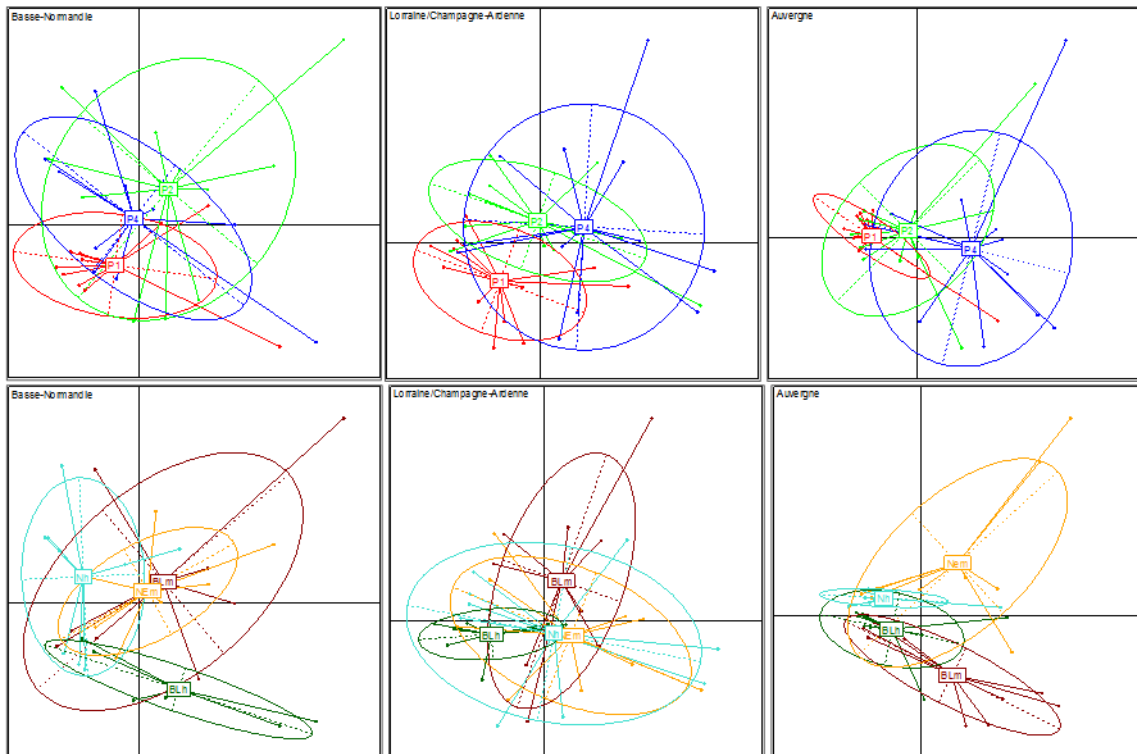 Basse-Normandie
Lorraine/Champagne-Ardenne
Auvergne
P2
P4
P1
P2
P4
P1
P1
P2
P4
Basse-Normandie
Lorraine/Champagne-Ardenne
Auvergne
Nh
BLm
NEm
BLh
BLm
BLh
Nh
Em
Nem
Nh
BLh
BLm